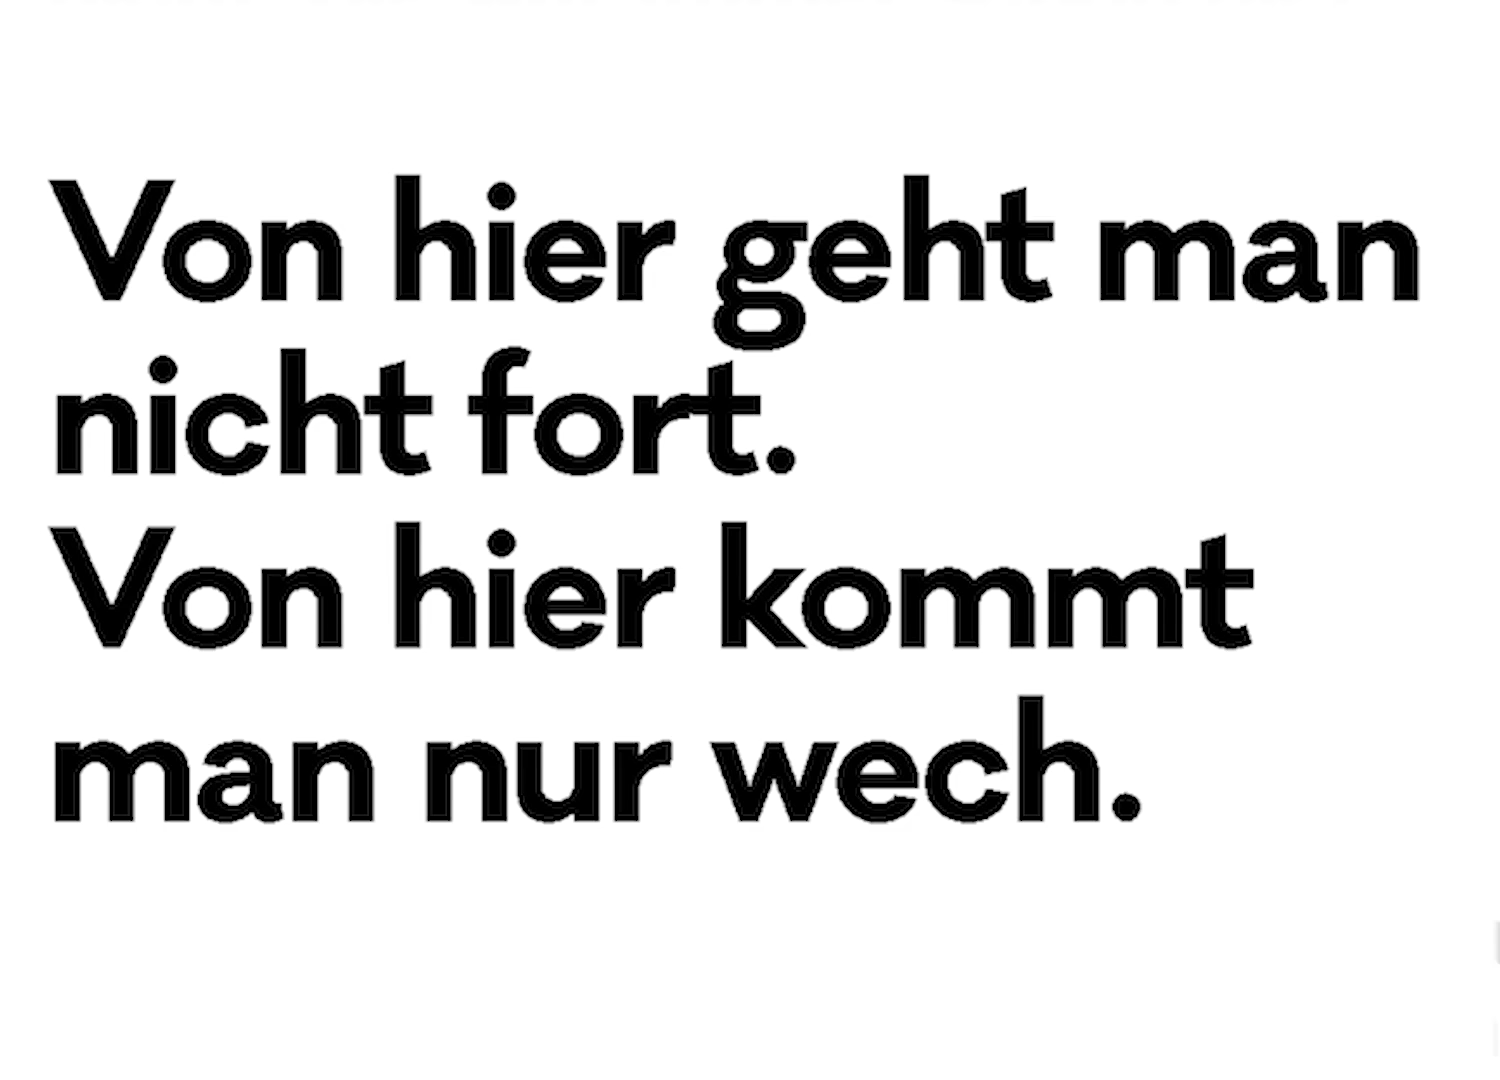 Von hier geht man
nicht fort.
Von hier kommt
man nur wech.